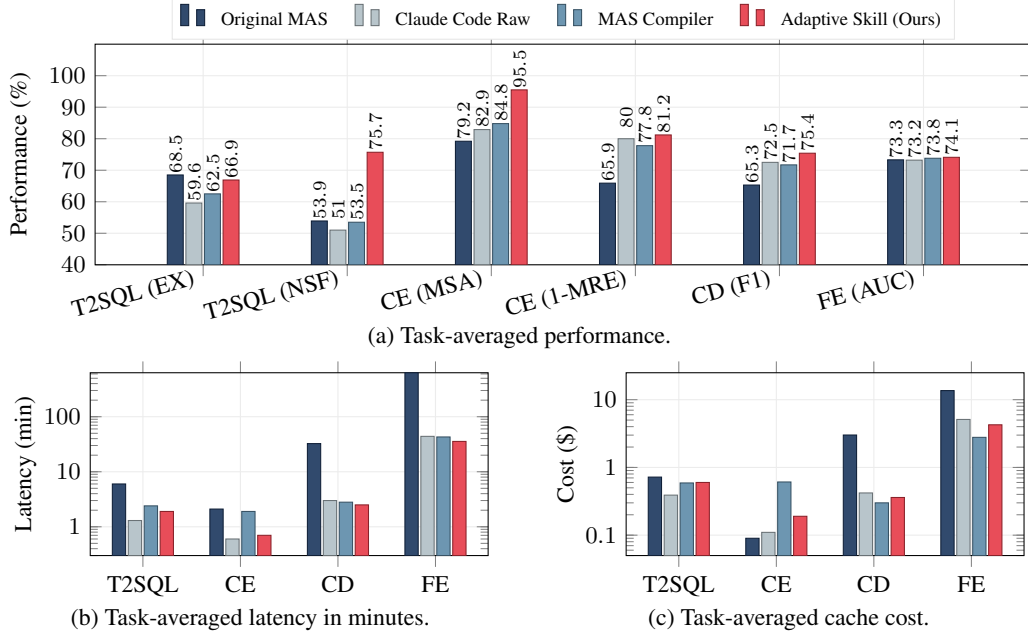 Original MAS Claude Code Raw MAS Compiler Adaptive Skill (Ours)
Performance (%)
100
90
80
70
60
50
40
68.5 59.6 62.5 66.9
53.9 51 53.5 75.7
79.2 82.9 84.8 95.5
65.9 80 77.8 81.2
65.3 72.5 71.7 75.4
73.3 73.2 73.8 74.1
T2SQL (EX) T2SQL (NSF) CE (MSA) CE (1-MRE) CD (F1) FE (AUC)
(a) Task-averaged performance.
Latency (min)
100
10
1
T2SQL CE CD FE
(b) Task-averaged latency in minutes.
Cost ($)
10
1
0.1
T2SQL CE CD FE
(c) Task-averaged cache cost.